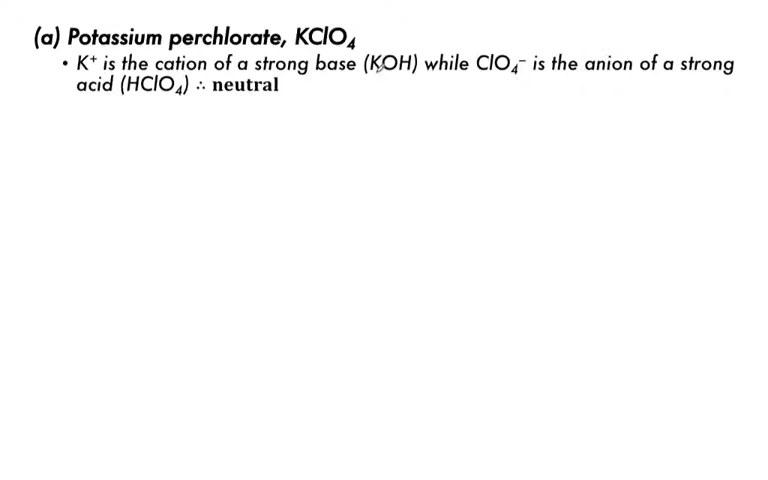 (a) Potassium perchlorate, KClO₄
• K⁺ is the cation of a strong base (KOH) while ClO₄⁻ is the anion of a strong
acid (HClO₄) ∴ neutral